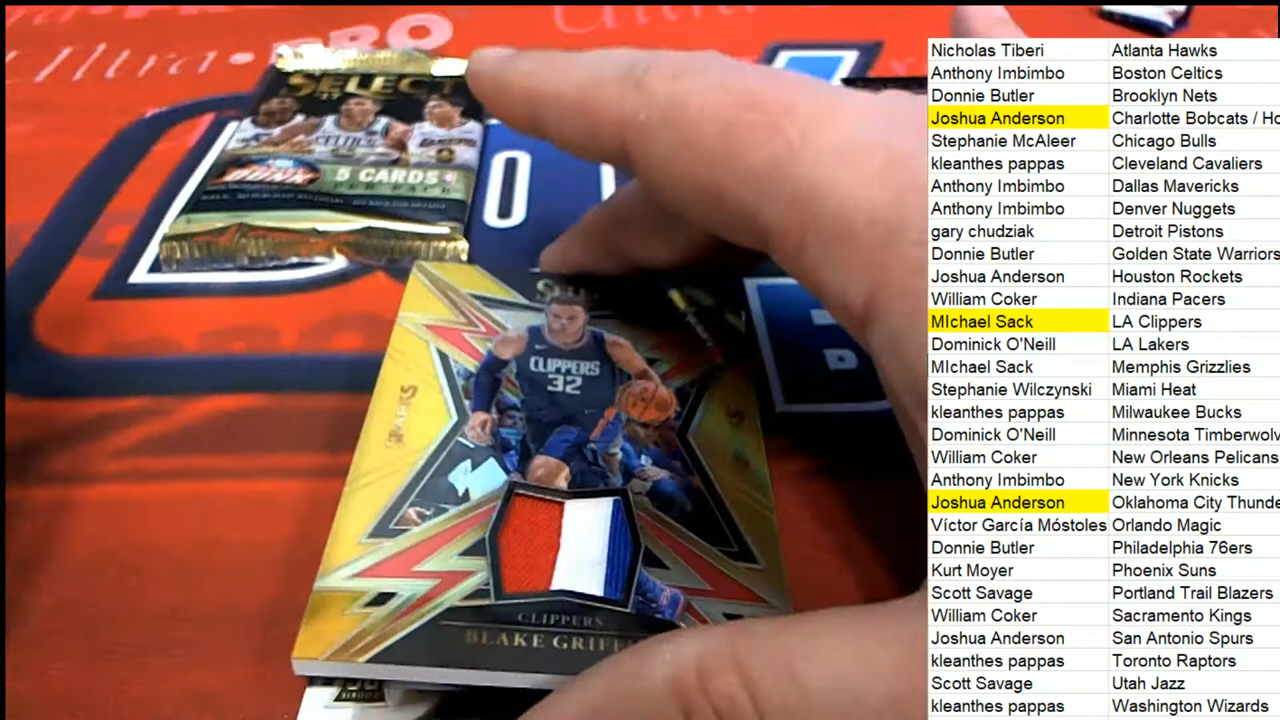 Ultra • PRO
SELECT
CELTICS
5 CARDS
PER PACK
SELECT
CLIPPERS
32
SPARKS
CLIPPERS
BLAKE GRIFF
Nicholas Tiberi Atlanta Hawks
Anthony Imbimbo Boston Celtics
Donnie Butler Brooklyn Nets
Joshua Anderson Charlotte Bobcats / Ho
Stephanie McAleer Chicago Bulls
kleanthes pappas Cleveland Cavaliers
Anthony Imbimbo Dallas Mavericks
Anthony Imbimbo Denver Nuggets
gary chudziak Detroit Pistons
Donnie Butler Golden State Warriors
Joshua Anderson Houston Rockets
William Coker Indiana Pacers
MIchael Sack LA Clippers
Dominick O'Neill LA Lakers
MIchael Sack Memphis Grizzlies
Stephanie Wilczynski Miami Heat
kleanthes pappas Milwaukee Bucks
Dominick O'Neill Minnesota Timberwolv
William Coker New Orleans Pelicans
Anthony Imbimbo New York Knicks
Joshua Anderson Oklahoma City Thunde
Víctor García Móstoles Orlando Magic
Donnie Butler Philadelphia 76ers
Kurt Moyer Phoenix Suns
Scott Savage Portland Trail Blazers
William Coker Sacramento Kings
Joshua Anderson San Antonio Spurs
kleanthes pappas Toronto Raptors
Scott Savage Utah Jazz
kleanthes pappas Washington Wizards